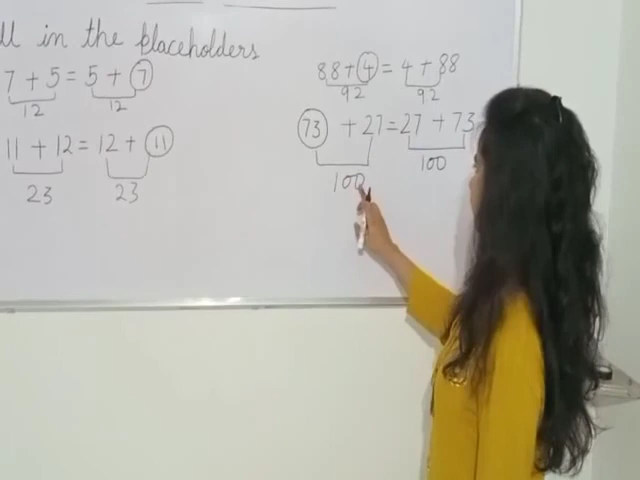 ll in the placeholders
7 + 5 = 5 + 7
12 12
11 + 12 = 12 + 11
23 23
88 + 4 = 4 + 88
92 92
73 + 27 = 27 + 73
100 100